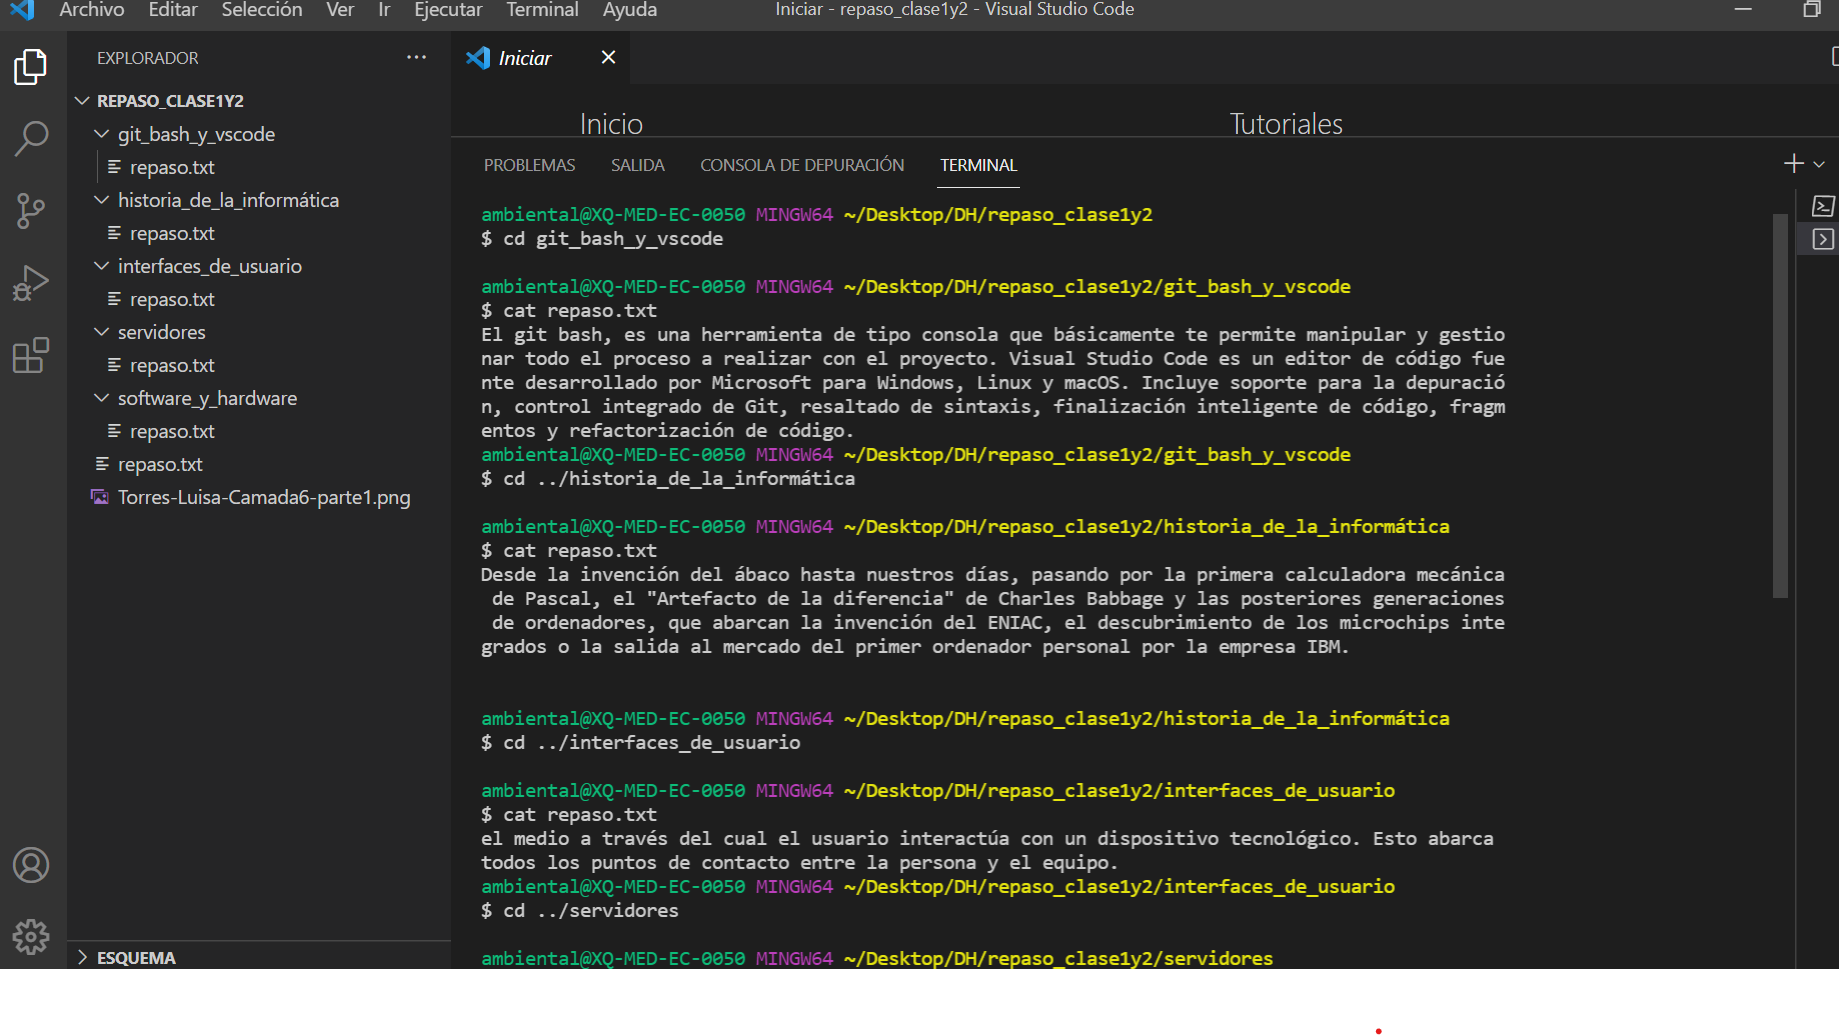 Archivo Editar Selección Ver Ir Ejecutar Terminal Ayuda
Iniciar - repaso_clase1y2 - Visual Studio Code
EXPLORADOR
REPASO_CLASE1Y2
git_bash_y_vscode
repaso.txt
historia_de_la_informática
repaso.txt
interfaces_de_usuario
repaso.txt
servidores
repaso.txt
software_y_hardware
repaso.txt
repaso.txt
Torres-Luisa-Camada6-parte1.png
ESQUEMA
Iniciar
Inicio
Tutoriales
PROBLEMAS SALIDA CONSOLA DE DEPURACIÓN TERMINAL
ambiental@XQ-MED-EC-0050 MINGW64 ~/Desktop/DH/repaso_clase1y2
$ cd git_bash_y_vscode
ambiental@XQ-MED-EC-0050 MINGW64 ~/Desktop/DH/repaso_clase1y2/git_bash_y_vscode
$ cat repaso.txt
El git bash, es una herramienta de tipo consola que básicamente te permite manipular y gestio
nar todo el proceso a realizar con el proyecto. Visual Studio Code es un editor de código fue
nte desarrollado por Microsoft para Windows, Linux y macOS. Incluye soporte para la depuració
n, control integrado de Git, resaltado de sintaxis, finalización inteligente de código, fragm
entos y refactorización de código.
ambiental@XQ-MED-EC-0050 MINGW64 ~/Desktop/DH/repaso_clase1y2/git_bash_y_vscode
$ cd ../historia_de_la_informática
ambiental@XQ-MED-EC-0050 MINGW64 ~/Desktop/DH/repaso_clase1y2/historia_de_la_informática
$ cat repaso.txt
Desde la invención del ábaco hasta nuestros días, pasando por la primera calculadora mecánica
de Pascal, el "Artefacto de la diferencia" de Charles Babbage y las posteriores generaciones
de ordenadores, que abarcan la invención del ENIAC, el descubrimiento de los microchips inte
grados o la salida al mercado del primer ordenador personal por la empresa IBM.
ambiental@XQ-MED-EC-0050 MINGW64 ~/Desktop/DH/repaso_clase1y2/historia_de_la_informática
$ cd ../interfaces_de_usuario
ambiental@XQ-MED-EC-0050 MINGW64 ~/Desktop/DH/repaso_clase1y2/interfaces_de_usuario
$ cat repaso.txt
el medio a través del cual el usuario interactúa con un dispositivo tecnológico. Esto abarca
todos los puntos de contacto entre la persona y el equipo.
ambiental@XQ-MED-EC-0050 MINGW64 ~/Desktop/DH/repaso_clase1y2/interfaces_de_usuario
$ cd ../servidores
ambiental@XQ-MED-EC-0050 MINGW64 ~/Desktop/DH/repaso_clase1y2/servidores